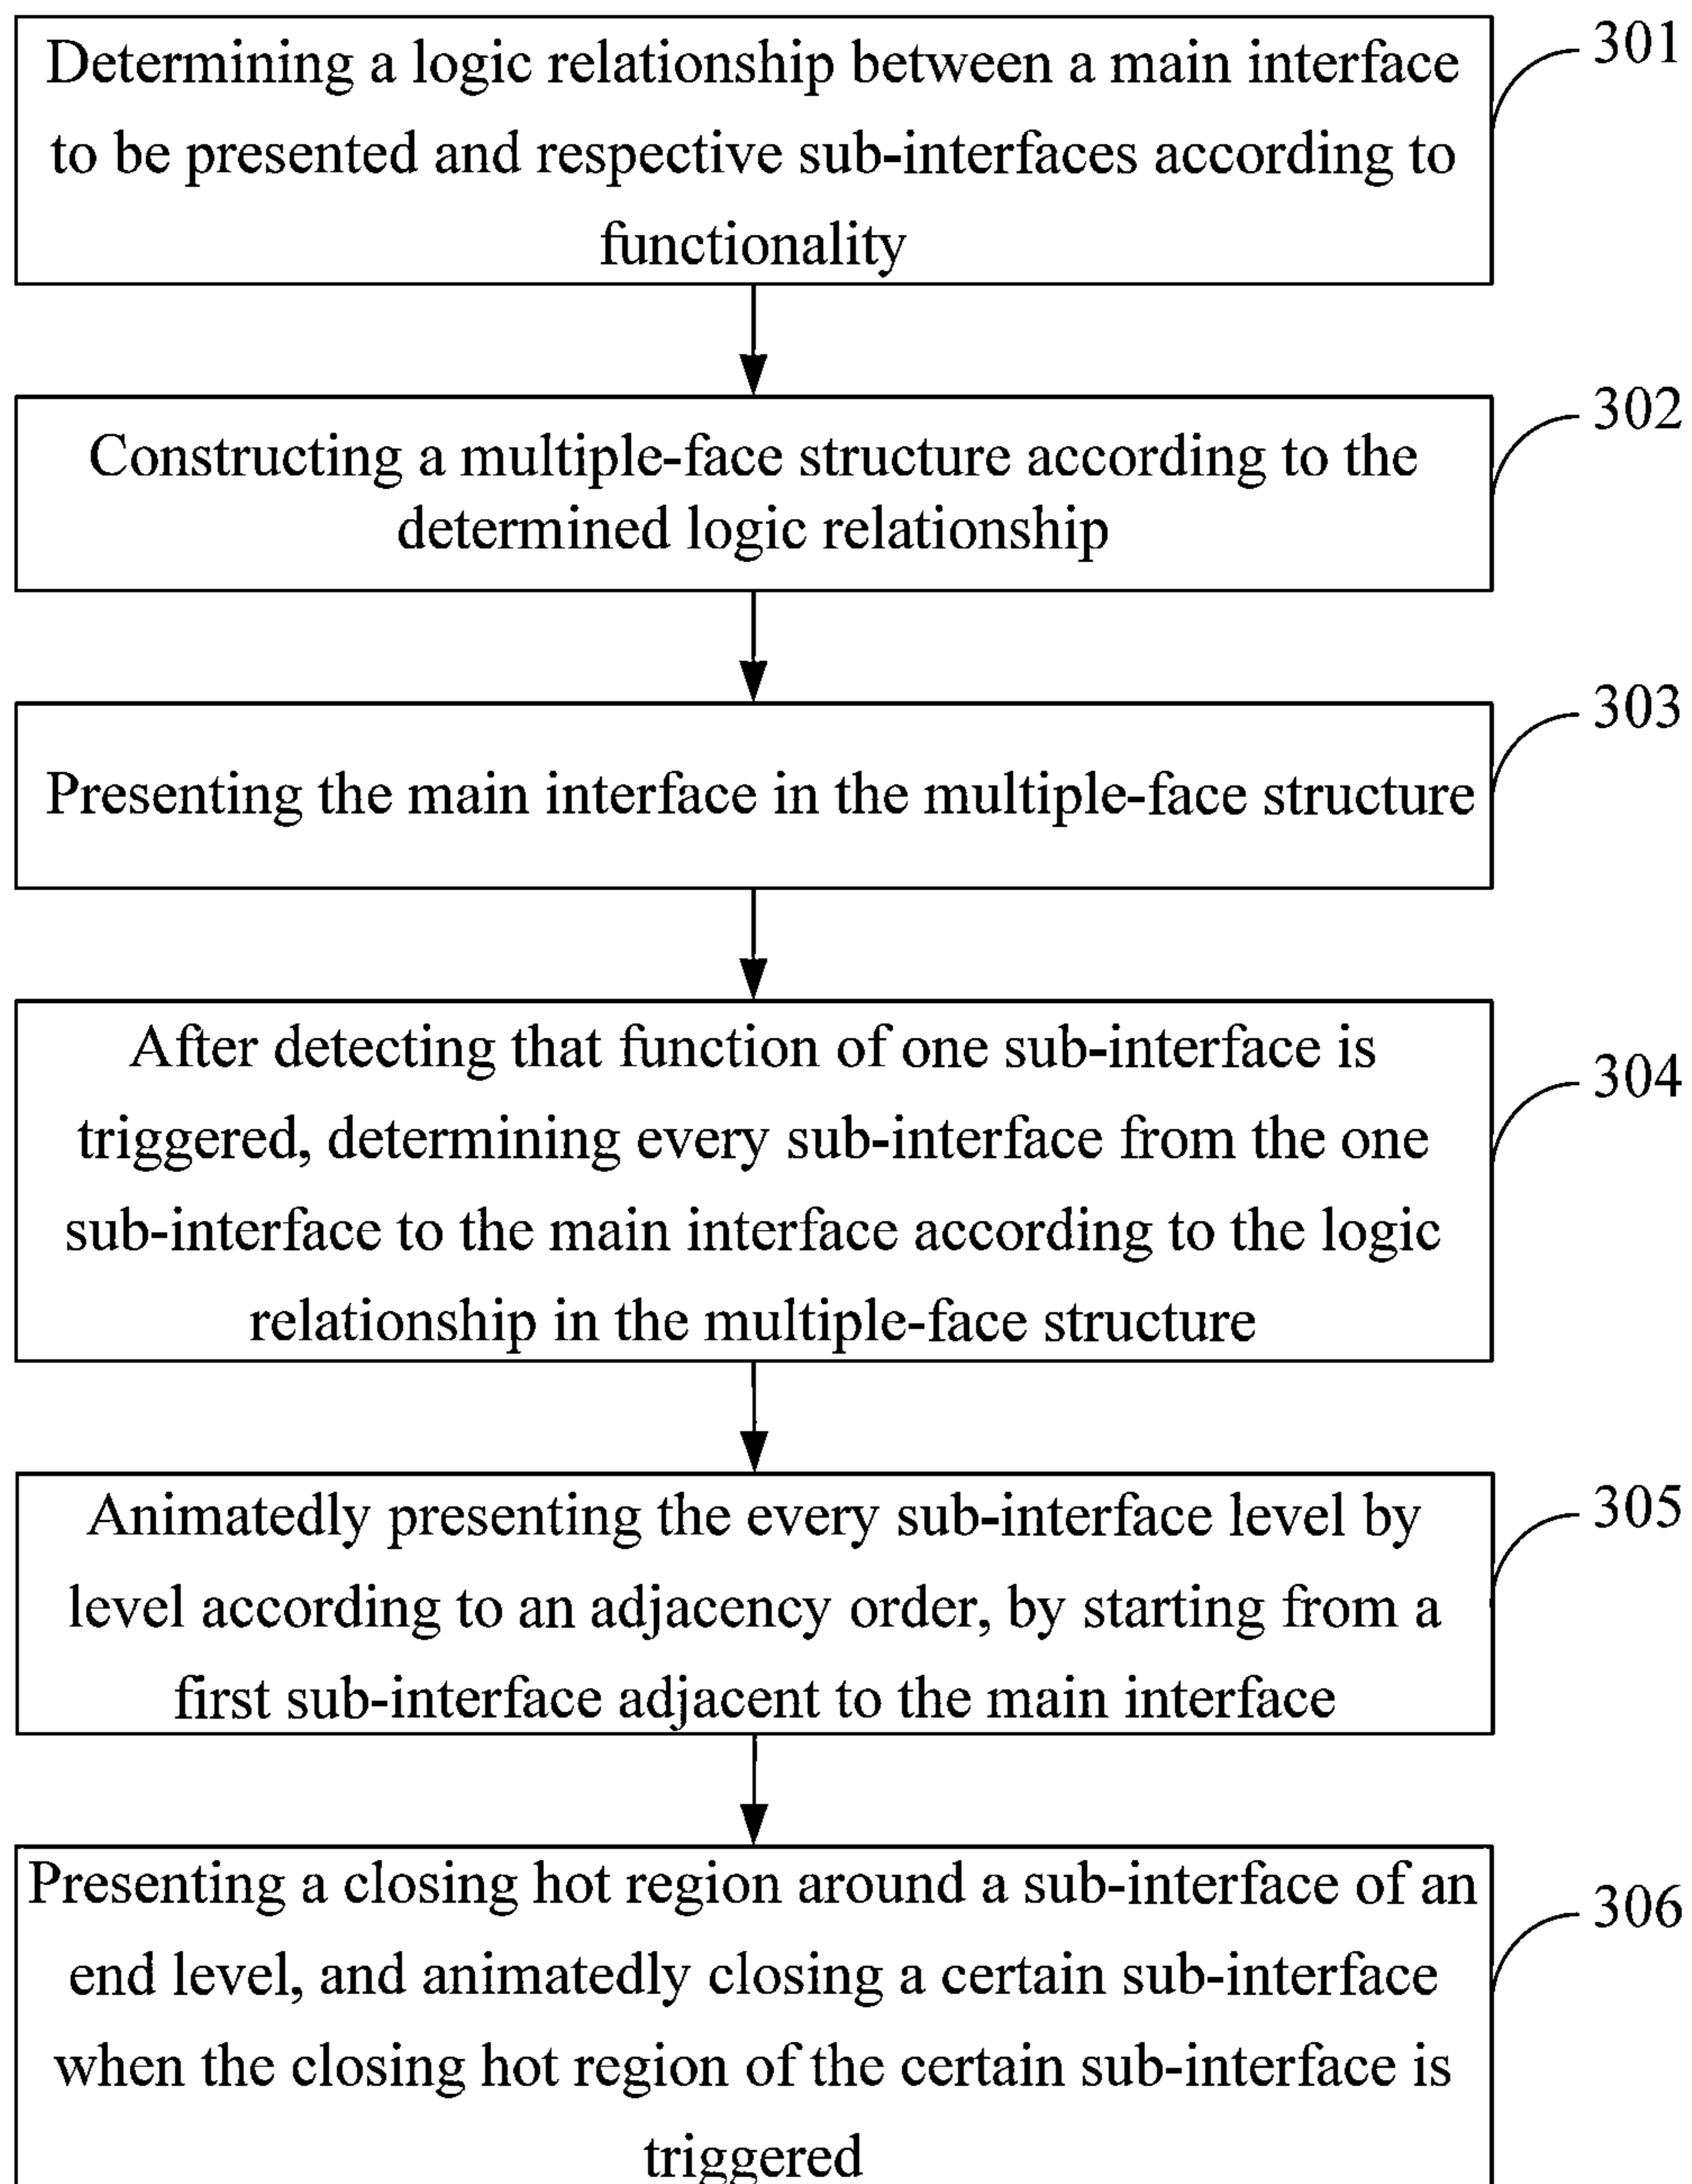 Determining a logic relationship between a main interface
to be presented and respective sub-interfaces according to
functionality
301
Constructing a multiple-face structure according to the
determined logic relationship
302
Presenting the main interface in the multiple-face structure
303
After detecting that function of one sub-interface is
triggered, determining every sub-interface from the one
sub-interface to the main interface according to the logic
relationship in the multiple-face structure
304
Animatedly presenting the every sub-interface level by
level according to an adjacency order, by starting from a
first sub-interface adjacent to the main interface
305
Presenting a closing hot region around a sub-interface of an
end level, and animatedly closing a certain sub-interface
when the closing hot region of the certain sub-interface is
triggered
306